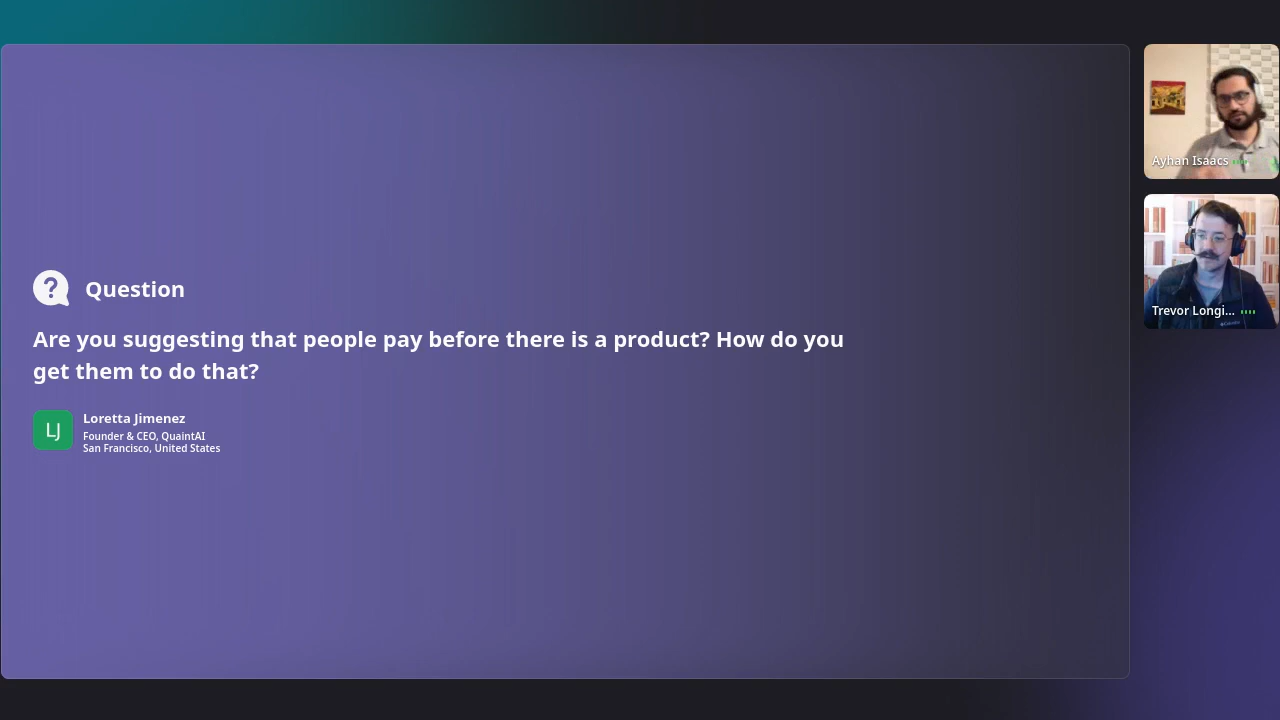 Question
Are you suggesting that people pay before there is a product? How do you
get them to do that?
LJ
Loretta Jimenez
Founder & CEO, QuaintAI
San Francisco, United States
Ayhan Isaacs
Trevor Longi...